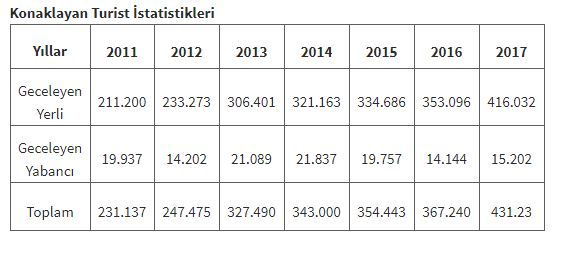 Konaklayan Turist İstatistikleri
Yıllar 2011 2012 2013 2014 2015 2016 2017
Geceleyen
Yerli 211.200 233.273 306.401 321.163 334.686 353.096 416.032
Geceleyen
Yabancı 19.937 14.202 21.089 21.837 19.757 14.144 15.202
Toplam 231.137 247.475 327.490 343.000 354.443 367.240 431.23